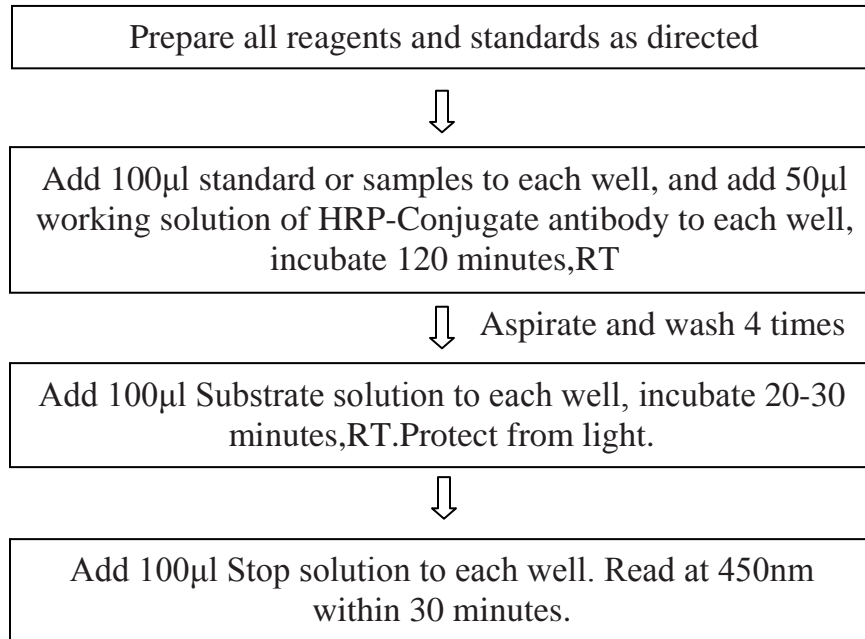 Prepare all reagents and standards as directed
Add 100μl standard or samples to each well, and add 50μl
working solution of HRP-Conjugate antibody to each well,
incubate 120 minutes,RT
Aspirate and wash 4 times
Add 100μl Substrate solution to each well, incubate 20-30
minutes,RT.Protect from light.
Add 100μl Stop solution to each well. Read at 450nm
within 30 minutes.